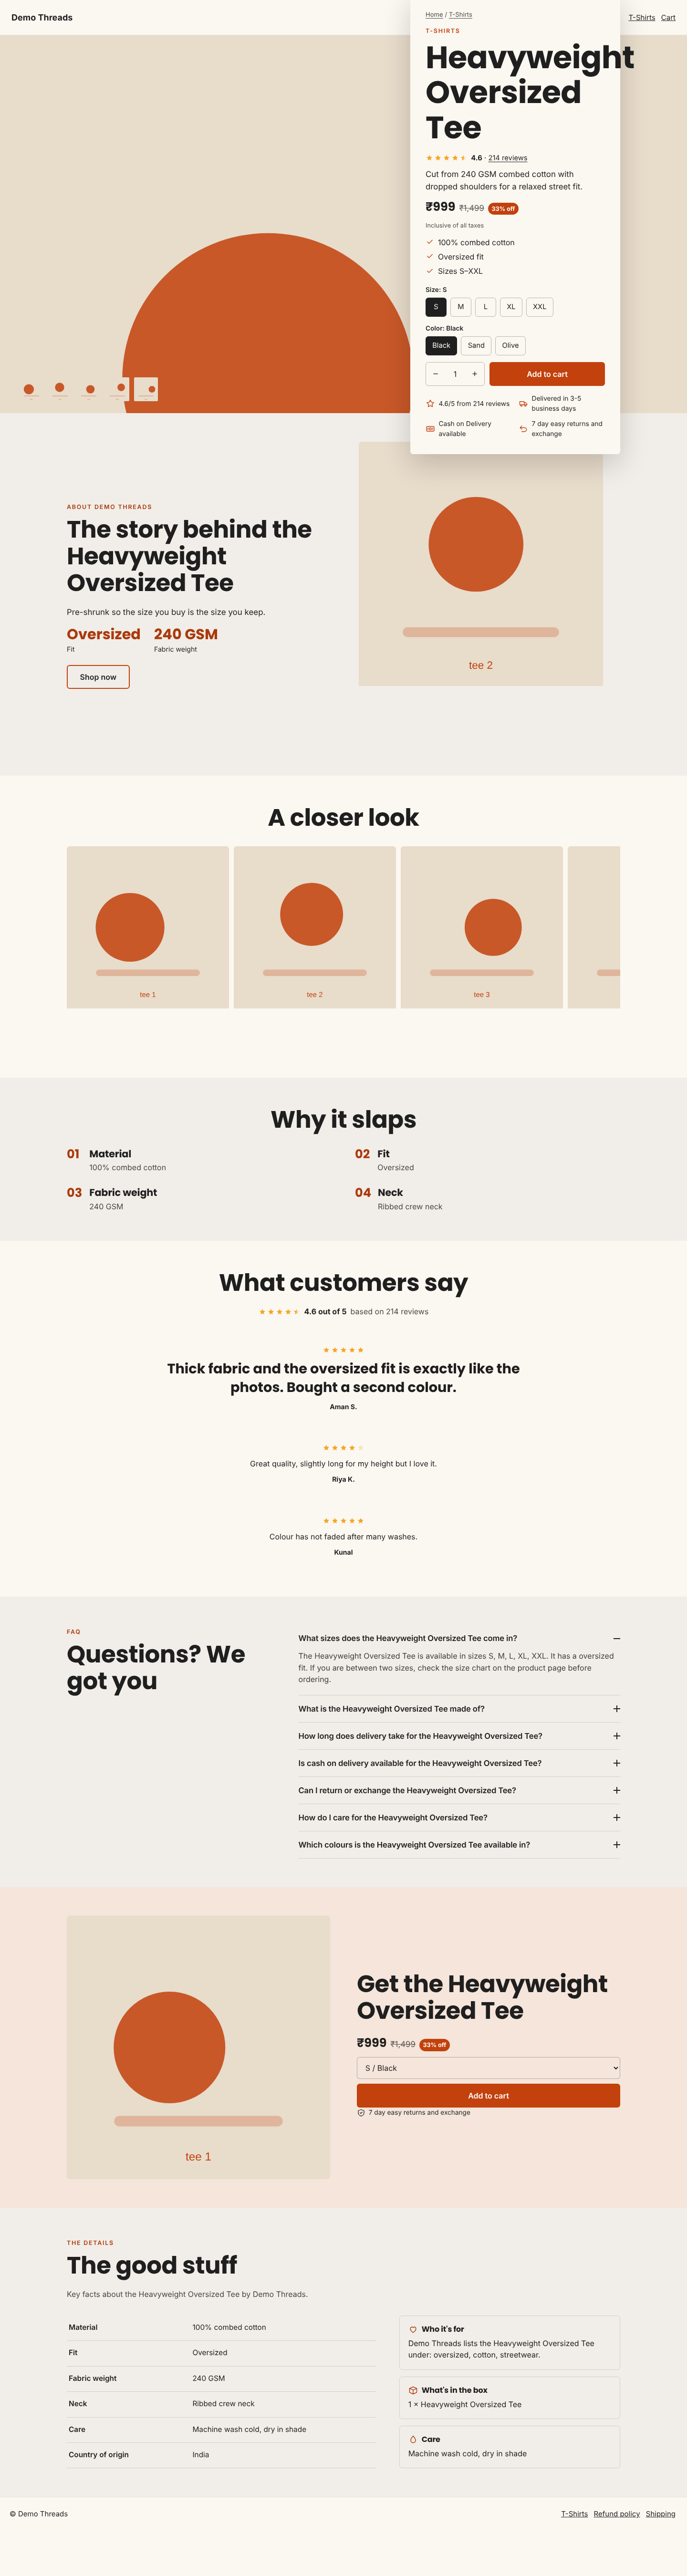 Demo Threads
T-Shirts Cart
Home / T-Shirts
T-SHIRTS
Heavyweight
Oversized
Tee
4.6 · 214 reviews
Cut from 240 GSM combed cotton with
dropped shoulders for a relaxed street fit.
₹999 ₹1,499 33% off
Inclusive of all taxes
100% combed cotton
Oversized fit
Sizes S–XXL
Size: S
S M L XL XXL
Color: Black
Black Sand Olive
− 1 + Add to cart
4.6/5 from 214 reviews
Delivered in 3-5
business days
Cash on Delivery
available
7 day easy returns and
exchange
ABOUT DEMO THREADS
The story behind the
Heavyweight
Oversized Tee
Pre-shrunk so the size you buy is the size you keep.
Oversized 240 GSM
Fit Fabric weight
Shop now
tee 2
A closer look
tee 1
tee 2
tee 3
Why it slaps
01 Material
100% combed cotton
02 Fit
Oversized
03 Fabric weight
240 GSM
04 Neck
Ribbed crew neck
What customers say
4.6 out of 5 based on 214 reviews
Thick fabric and the oversized fit is exactly like the
photos. Bought a second colour.
Aman S.
Great quality, slightly long for my height but I love it.
Riya K.
Colour has not faded after many washes.
Kunal
FAQ
Questions? We
got you
What sizes does the Heavyweight Oversized Tee come in?
The Heavyweight Oversized Tee is available in sizes S, M, L, XL, XXL. It has a oversized
fit. If you are between two sizes, check the size chart on the product page before
ordering.
What is the Heavyweight Oversized Tee made of?
How long does delivery take for the Heavyweight Oversized Tee?
Is cash on delivery available for the Heavyweight Oversized Tee?
Can I return or exchange the Heavyweight Oversized Tee?
How do I care for the Heavyweight Oversized Tee?
Which colours is the Heavyweight Oversized Tee available in?
tee 1
Get the Heavyweight
Oversized Tee
₹999 ₹1,499 33% off
S / Black
Add to cart
7 day easy returns and exchange
THE DETAILS
The good stuff
Key facts about the Heavyweight Oversized Tee by Demo Threads.
Material 100% combed cotton
Fit Oversized
Fabric weight 240 GSM
Neck Ribbed crew neck
Care Machine wash cold, dry in shade
Country of origin India
Who it's for
Demo Threads lists the Heavyweight Oversized Tee
under: oversized, cotton, streetwear.
What's in the box
1 × Heavyweight Oversized Tee
Care
Machine wash cold, dry in shade
© Demo Threads
T-Shirts Refund policy Shipping